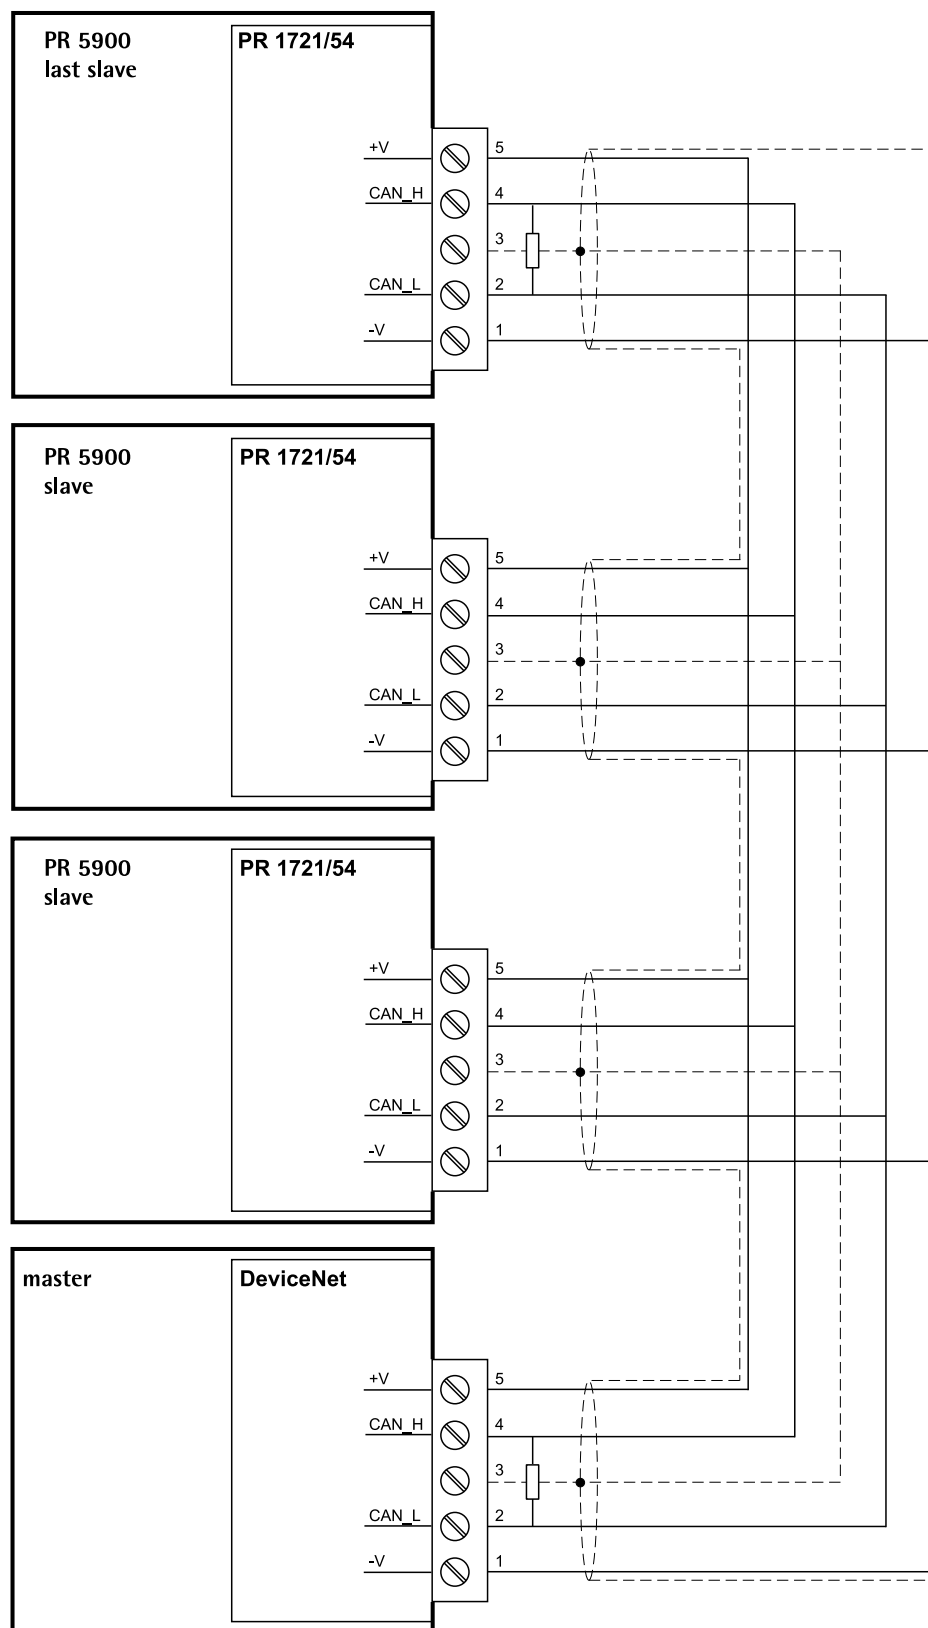 PR 5900
last slave
PR 1721/54
+V
5
CAN_H
4
3
CAN_L
2
-V
1
PR 5900
slave
PR 1721/54
+V
5
CAN_H
4
3
CAN_L
2
-V
1
PR 5900
slave
PR 1721/54
+V
5
CAN_H
4
3
CAN_L
2
-V
1
master
DeviceNet
+V
5
CAN_H
4
3
CAN_L
2
-V
1